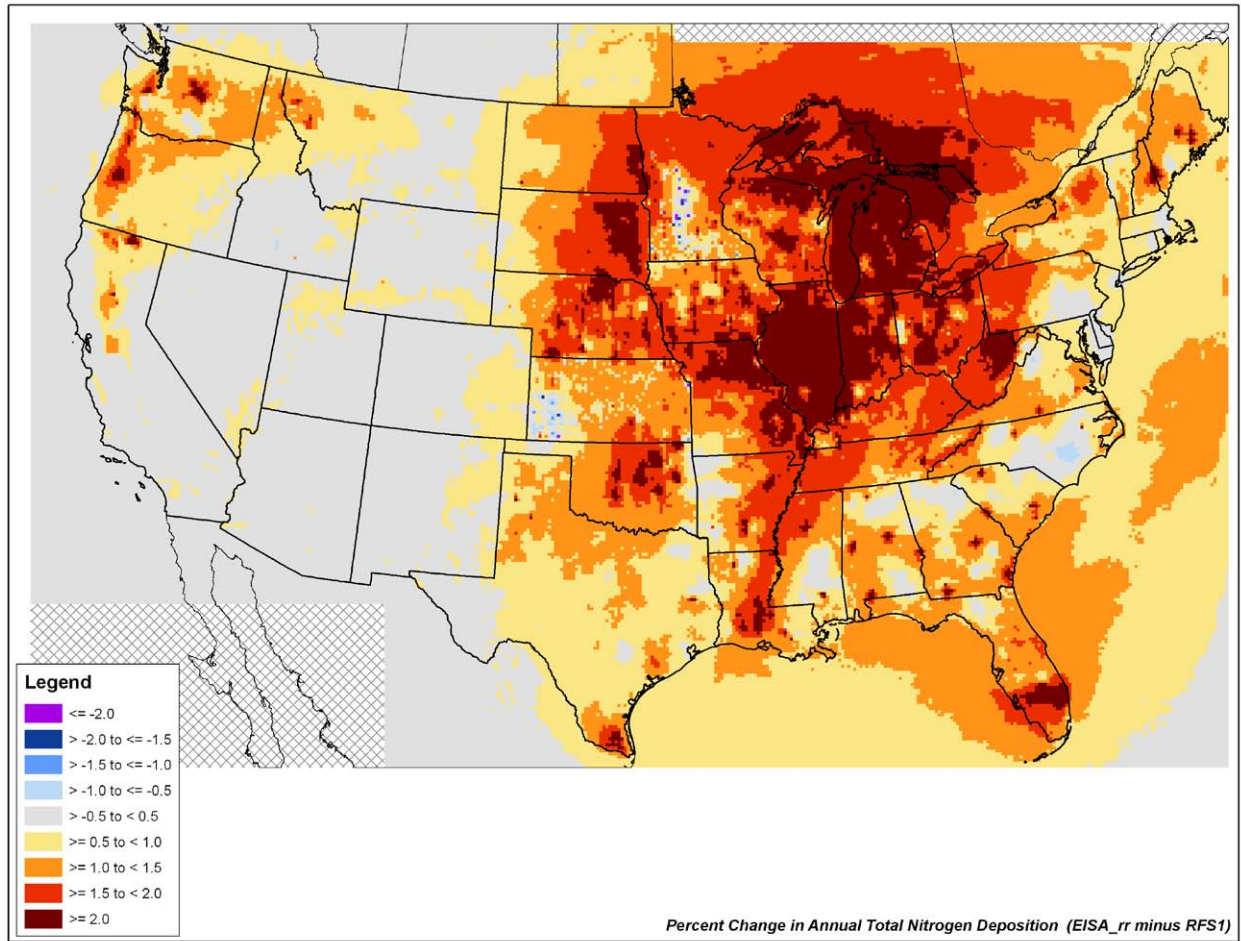 Legend
<= -2.0
> -2.0 to <= -1.5
> -1.5 to <= -1.0
> -1.0 to <= -0.5
> -0.5 to < 0.5
>= 0.5 to < 1.0
>= 1.0 to < 1.5
>= 1.5 to < 2.0
>= 2.0
Percent Change in Annual Total Nitrogen Deposition (EISA_rr minus RFS1)